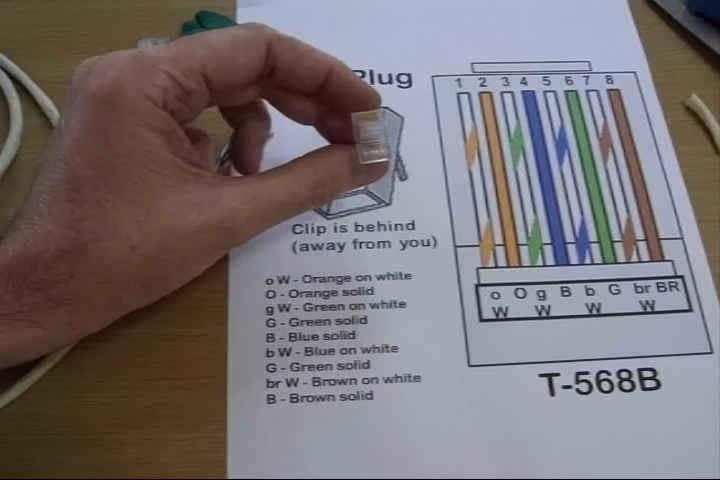 Plug
1 2 3 4 5 6 7 8
Clip is behind
(away from you)
o W - Orange on white
O - Orange solid
g W - Green on white
G - Green solid
B - Blue solid
b W - Blue on white
G - Green solid
br W - Brown on white
B - Brown solid
o O g B b G br BR
W W W W
T-568B